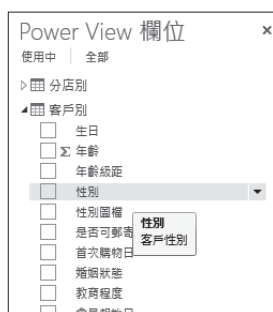 Power View 欄位
使用中 全部
分店別
客戶別
生日
Σ 年齡
年齡級距
性別
性別圖檔
是否可郵寄
性別
客戶性別
首次購物日
婚姻狀態
教育程度